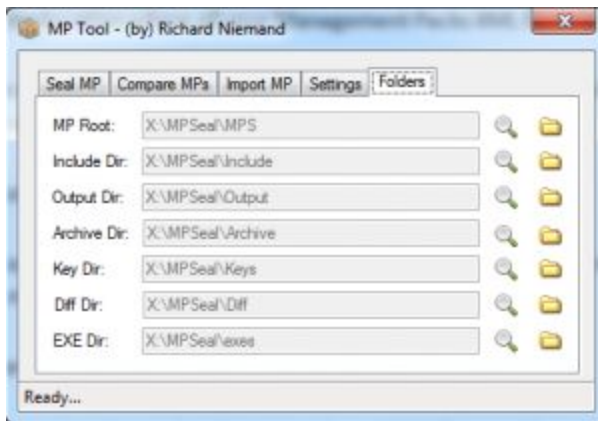 MP Tool - (by) Richard Niemand
Seal MP Compare MPs Import MP Settings Folders
MP Root: X:\MPSeal\MPS
Include Dir: X:\MPSeal\Include
Output Dir: X:\MPSeal\Output
Archive Dir: X:\MPSeal\Archive
Key Dir: X:\MPSeal\Keys
Diff Dir: X:\MPSeal\Diff
EXE Dir: X:\MPSeal\exes
Ready...